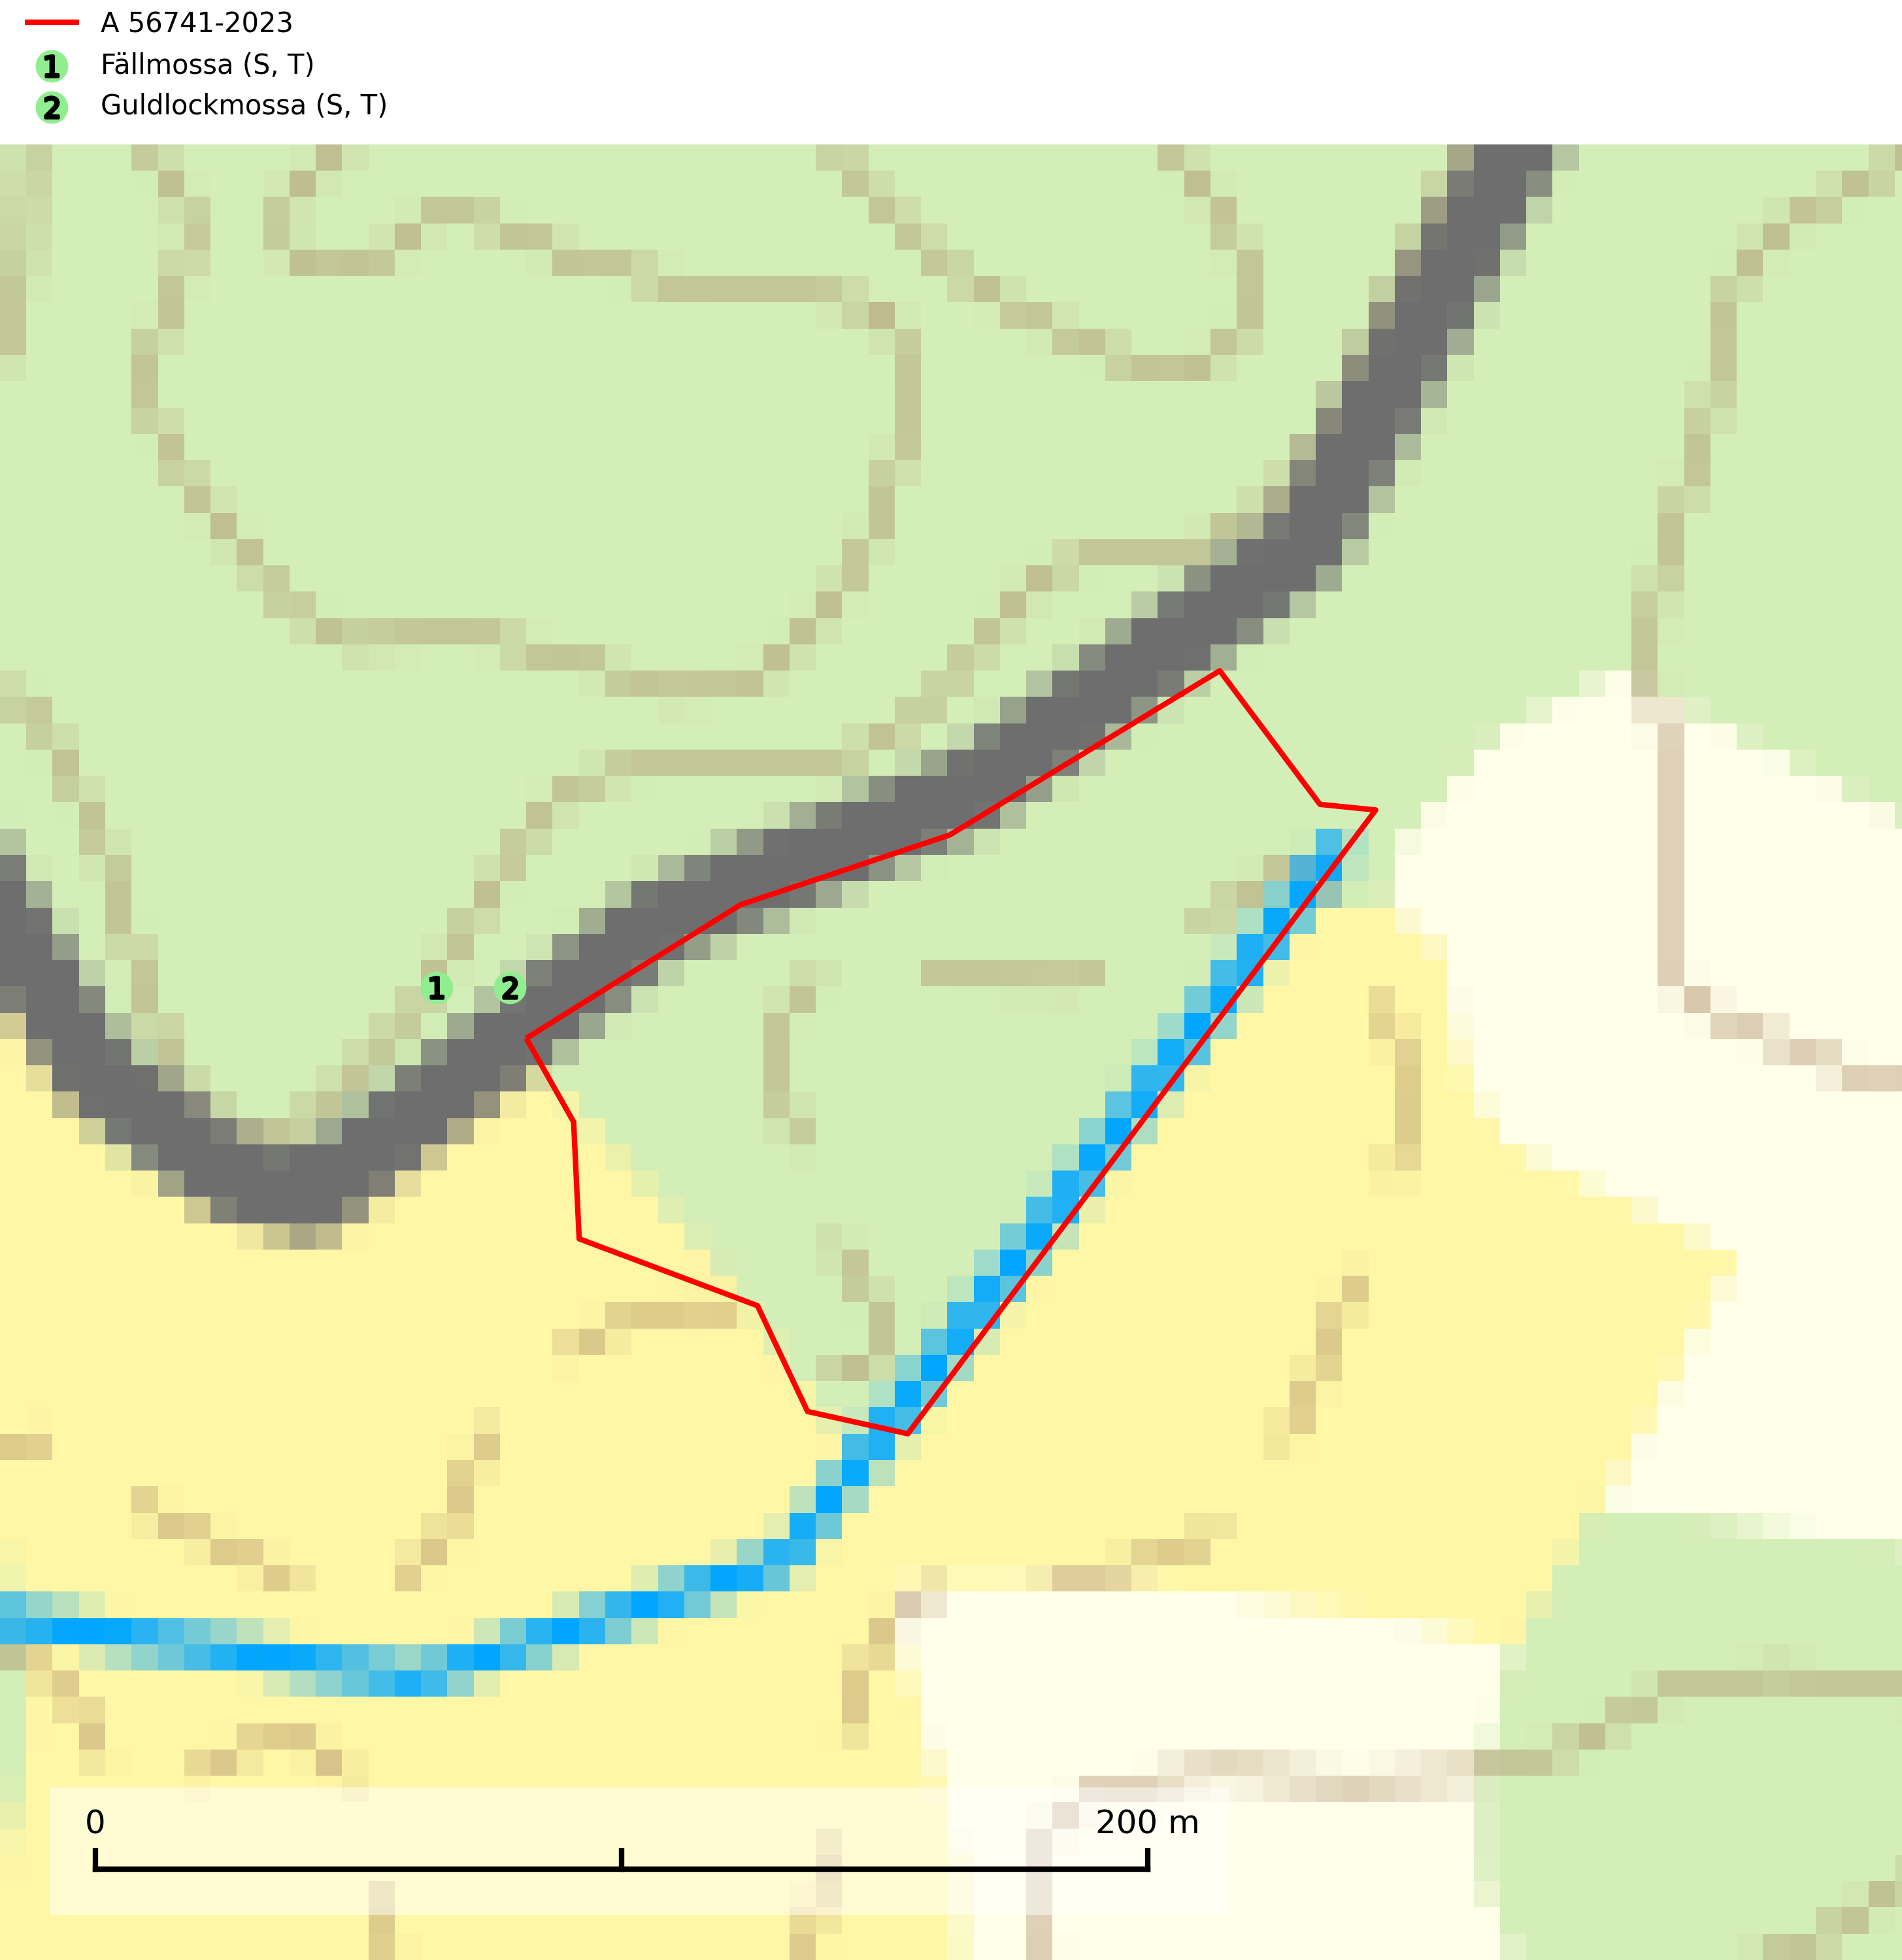 A 56741-2023
1 Fällmossa (S, T)
2 Guldlockmossa (S, T)
1 2
0 200 m